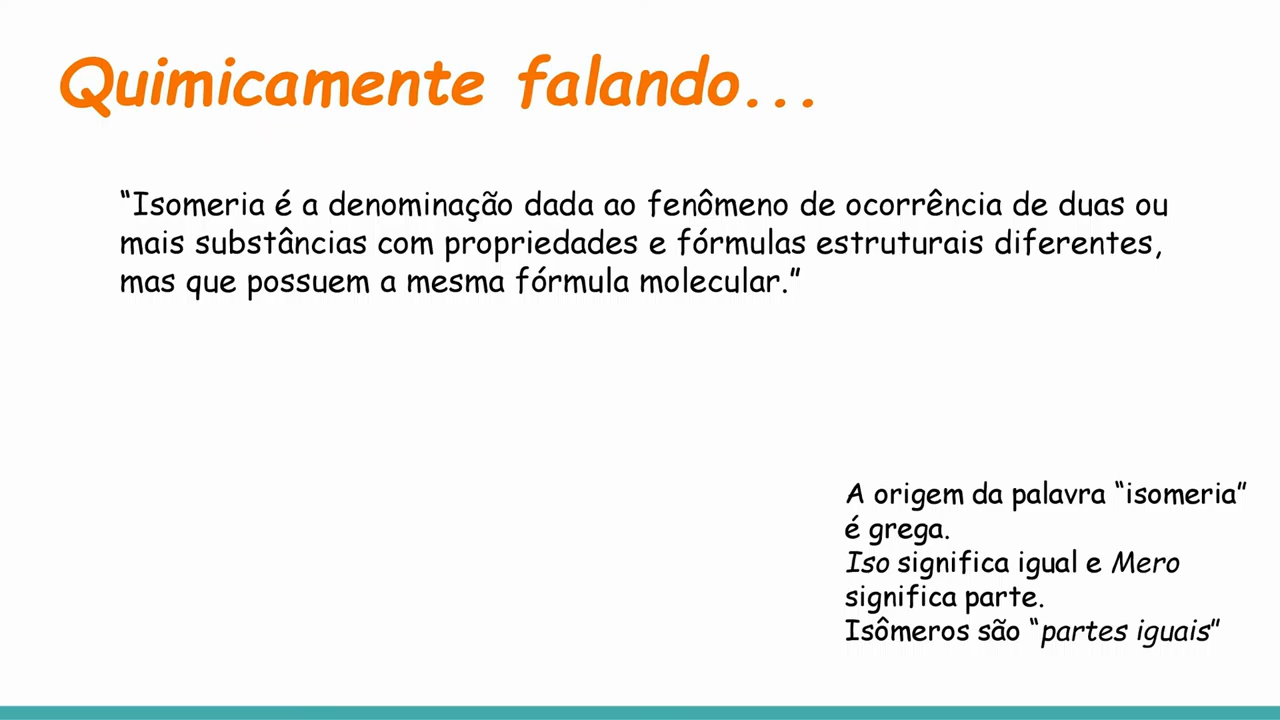 Quimicamente falando...
“Isomeria é a denominação dada ao fenômeno de ocorrência de duas ou
mais substâncias com propriedades e fórmulas estruturais diferentes,
mas que possuem a mesma fórmula molecular.”
A origem da palavra “isomeria”
é grega.
Iso significa igual e Mero
significa parte.
Isômeros são “partes iguais”